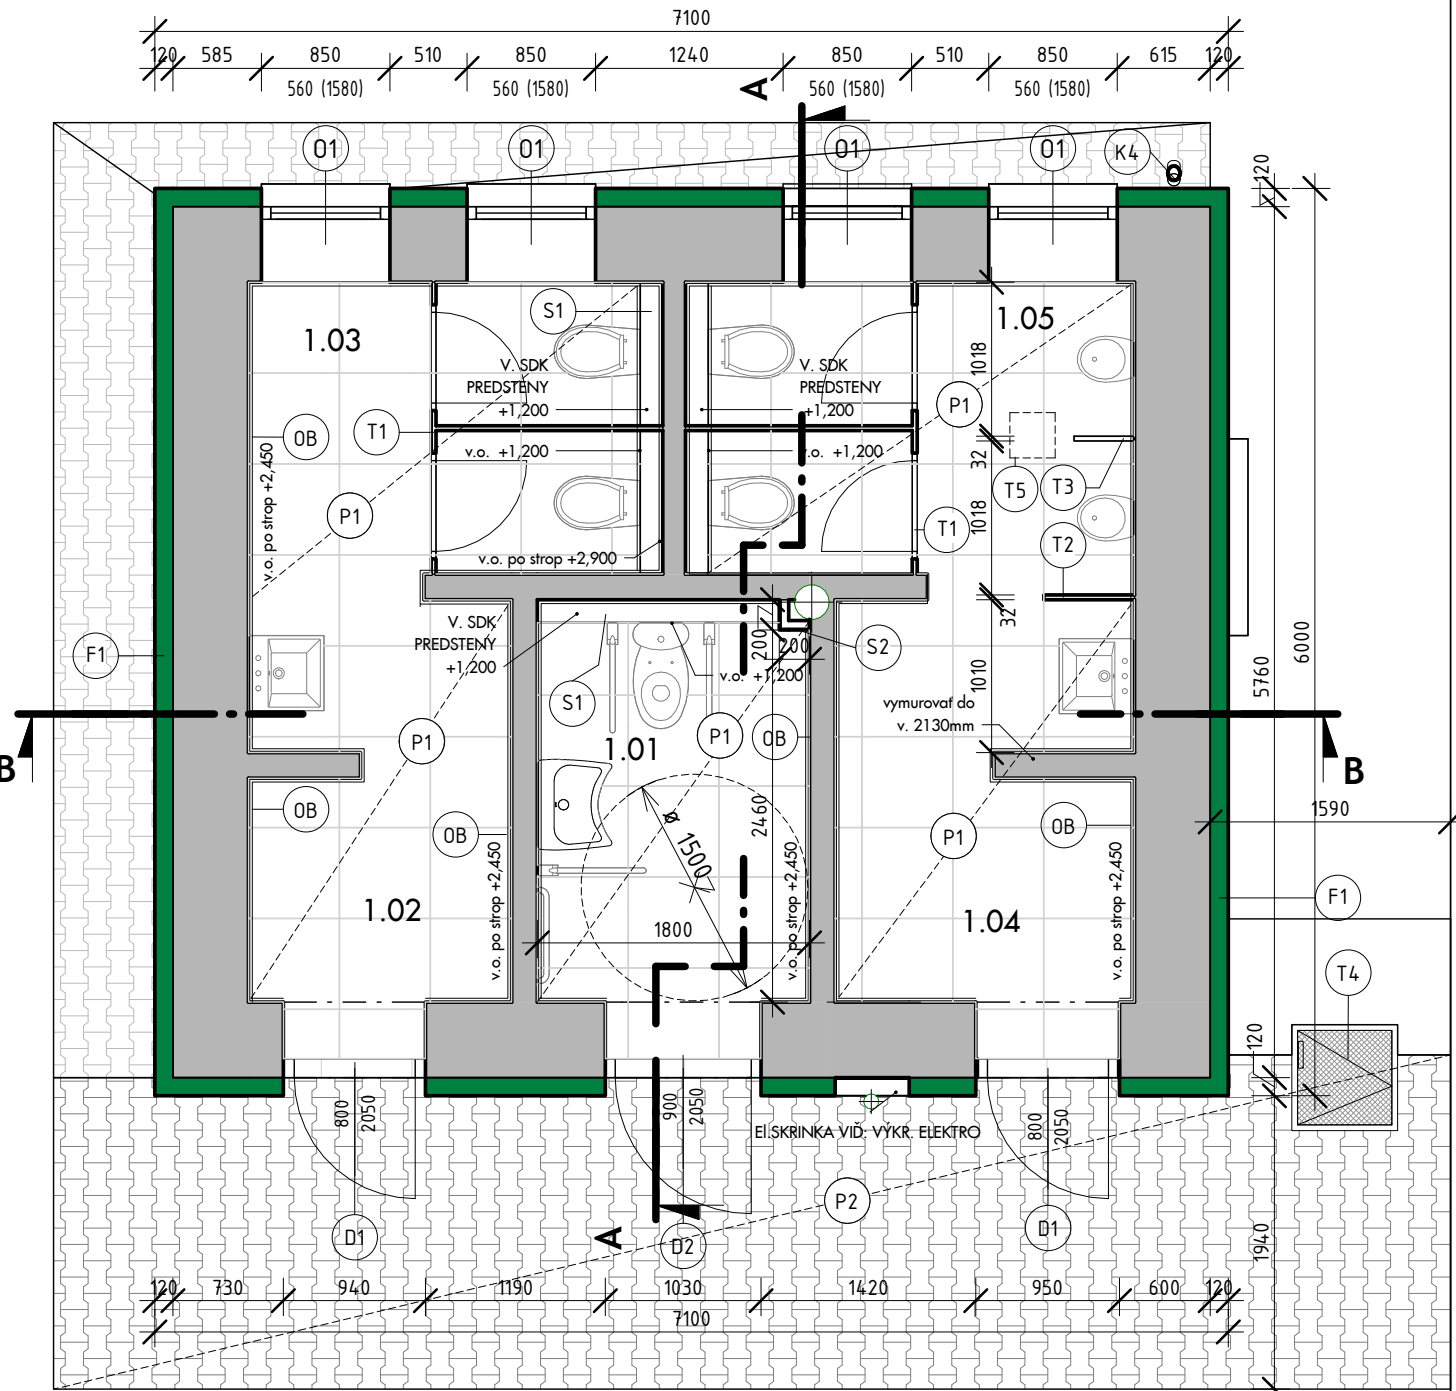 7100
120 585 850 510 850 1240 850 510 850 615 120
560 (1580) 560 (1580) 560 (1580) 560 (1580)
A
O1 O1 O1 O1 K4
120
S1
1.03
1.05
V. SDK
PREDSTENY
+1,200
V. SDK
PREDSTENY
+1,200
1018
P1
OB
T1
v.o. +1,200
v.o. +1,200
32
v.o. po strop +2,450
T5
T3
P1
1018
T1
T2
v.o. po strop +2,900
32
V. SDK
PREDSTENY
+1,200
200
200
S2
F1
v.o. +1,200
1010
5760
6000
S1
vymurovať do
v. 2130mm
P1
1.01
P1
OB
B
B
OB
OB
2460
ø 1500
P1
OB
1590
v.o. po strop +2,450
v.o. po strop +2,450
v.o. po strop +2,450
F1
1.02
1.04
1800
T4
120
800
2050
900
2050
800
2050
El.SKRINKA VIĎ: VÝKR. ELEKTRO
P2
D1
A
D2
D1
1940
120 730 940 1190 1030 1420 950 600 120
7100